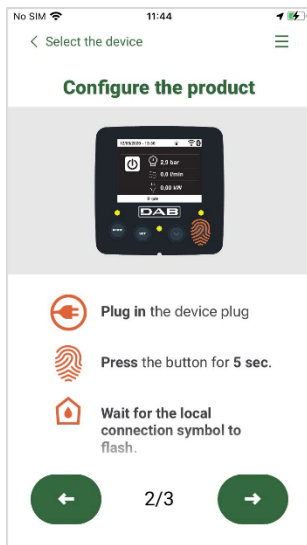 No SIM 11:44
Select the device
Configure the product
2,9 bar
0,0 l/min
0,00 kW
DAB
Plug in the device plug
Press the button for 5 sec.
Wait for the local
connection symbol to
flash.
2/3